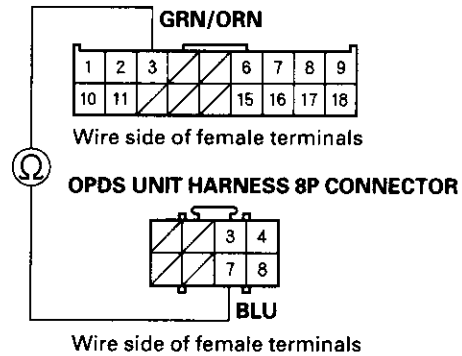 GRN/ORN
1 2 3 6 7 8 9
10 11 15 16 17 18
Wire side of female terminals
Ω
OPDS UNIT HARNESS 8P CONNECTOR
3 4
7 8
BLU
Wire side of female terminals